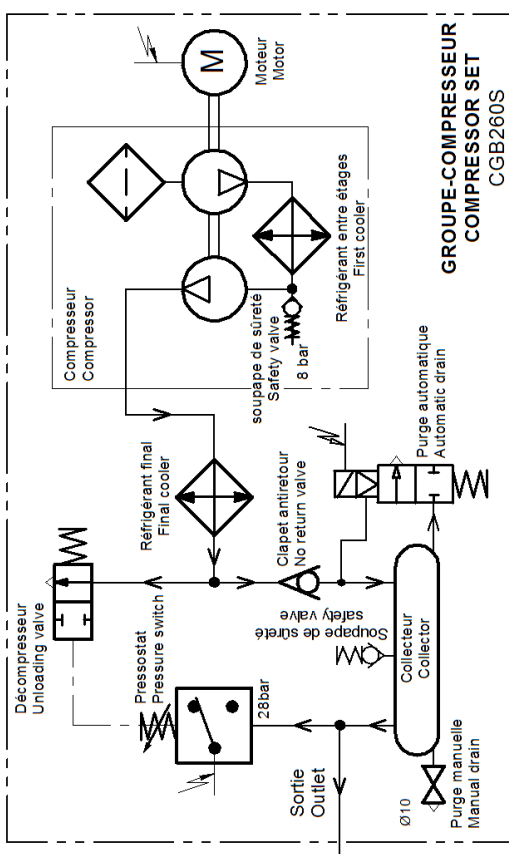 GROUPE-COMPRESSEUR
COMPRESSOR SET
CGB260S
M
Moteur
Motor
Compresseur
Compressor
Réfrigérant entre étages
First cooler
soupape de sûreté
Safety valve
8 bar
Réfrigérant final
Final cooler
Décompresseur
Unloading valve
Pressostat
Pressure switch
28bar
Clapet antiretour
No return valve
Purge automatique
Automatic drain
Soupape de sûreté
safety valve
Collecteur
Collector
Sortie
Outlet
Ø10
Purge manuelle
Manual drain